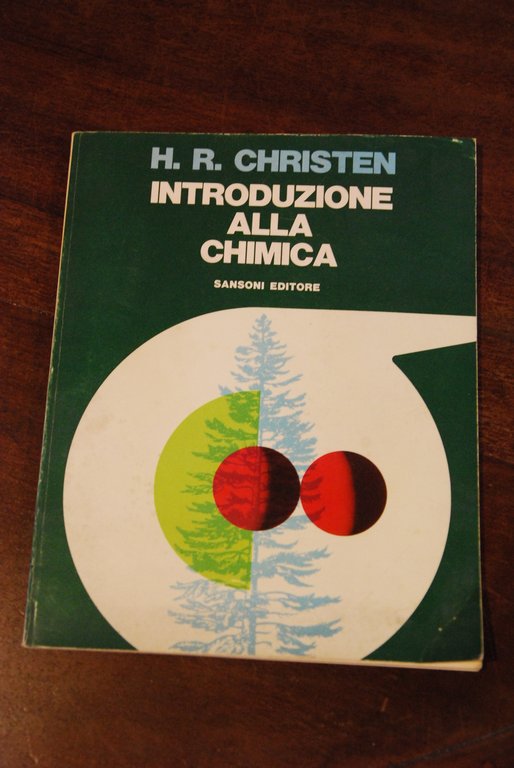 H. R. CHRISTEN
INTRODUZIONE
ALLA
CHIMICA
SANSONI EDITORE